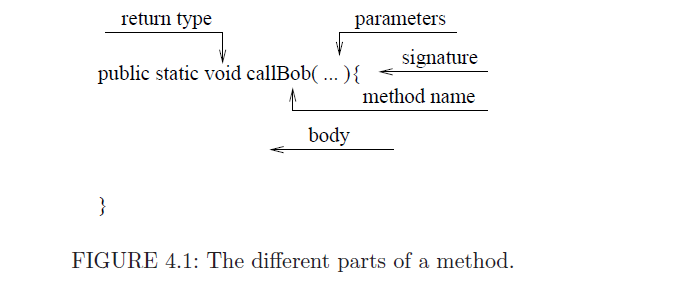 return type
parameters
signature
public static void callBob( ... ){
method name
body
}
FIGURE 4.1: The different parts of a method.